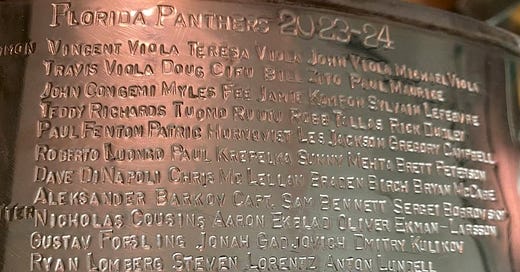 FLORIDA PANTHERS 2023-24
MON VINCENT VIOLA TERESA VIOLA JOHN VIOLA MICHAEL VIOLA
TRAVIS VIOLA DOUG CIFU BILL ZITO PAUL MAURICE
JOHN CONGEMI MYLES FEE JAMIE KOMPON SYLVAIN LEFEBVRE
TEDDY RICHARDS TUOMO RUUTU ROBB TALLAS RICK DUDLEY
PAUL FENTON PATRIC HORNQVIST LES JACKSON GREGORY CAMPBELL
ROBERTO LUONGO PAUL KREPELKA SUNNY MEHTA BRETT PETERSON
DAVE DINAPOLI CHRIS MCLELLAN BRADEN BIRCH BRYAN MCCABE
ALEKSANDER BARKOV CAPT. SAM BENNETT SERGEI BOBROVSKY
TTER NICHOLAS COUSINS AARON EKBLAD OLIVER EKMAN-LARSSON
GUSTAV FORSLING JONAH GADJOVICH DMITRY KULIKOV
RYAN LOMBERG STEVEN LORENTZ ANTON LUNDELL